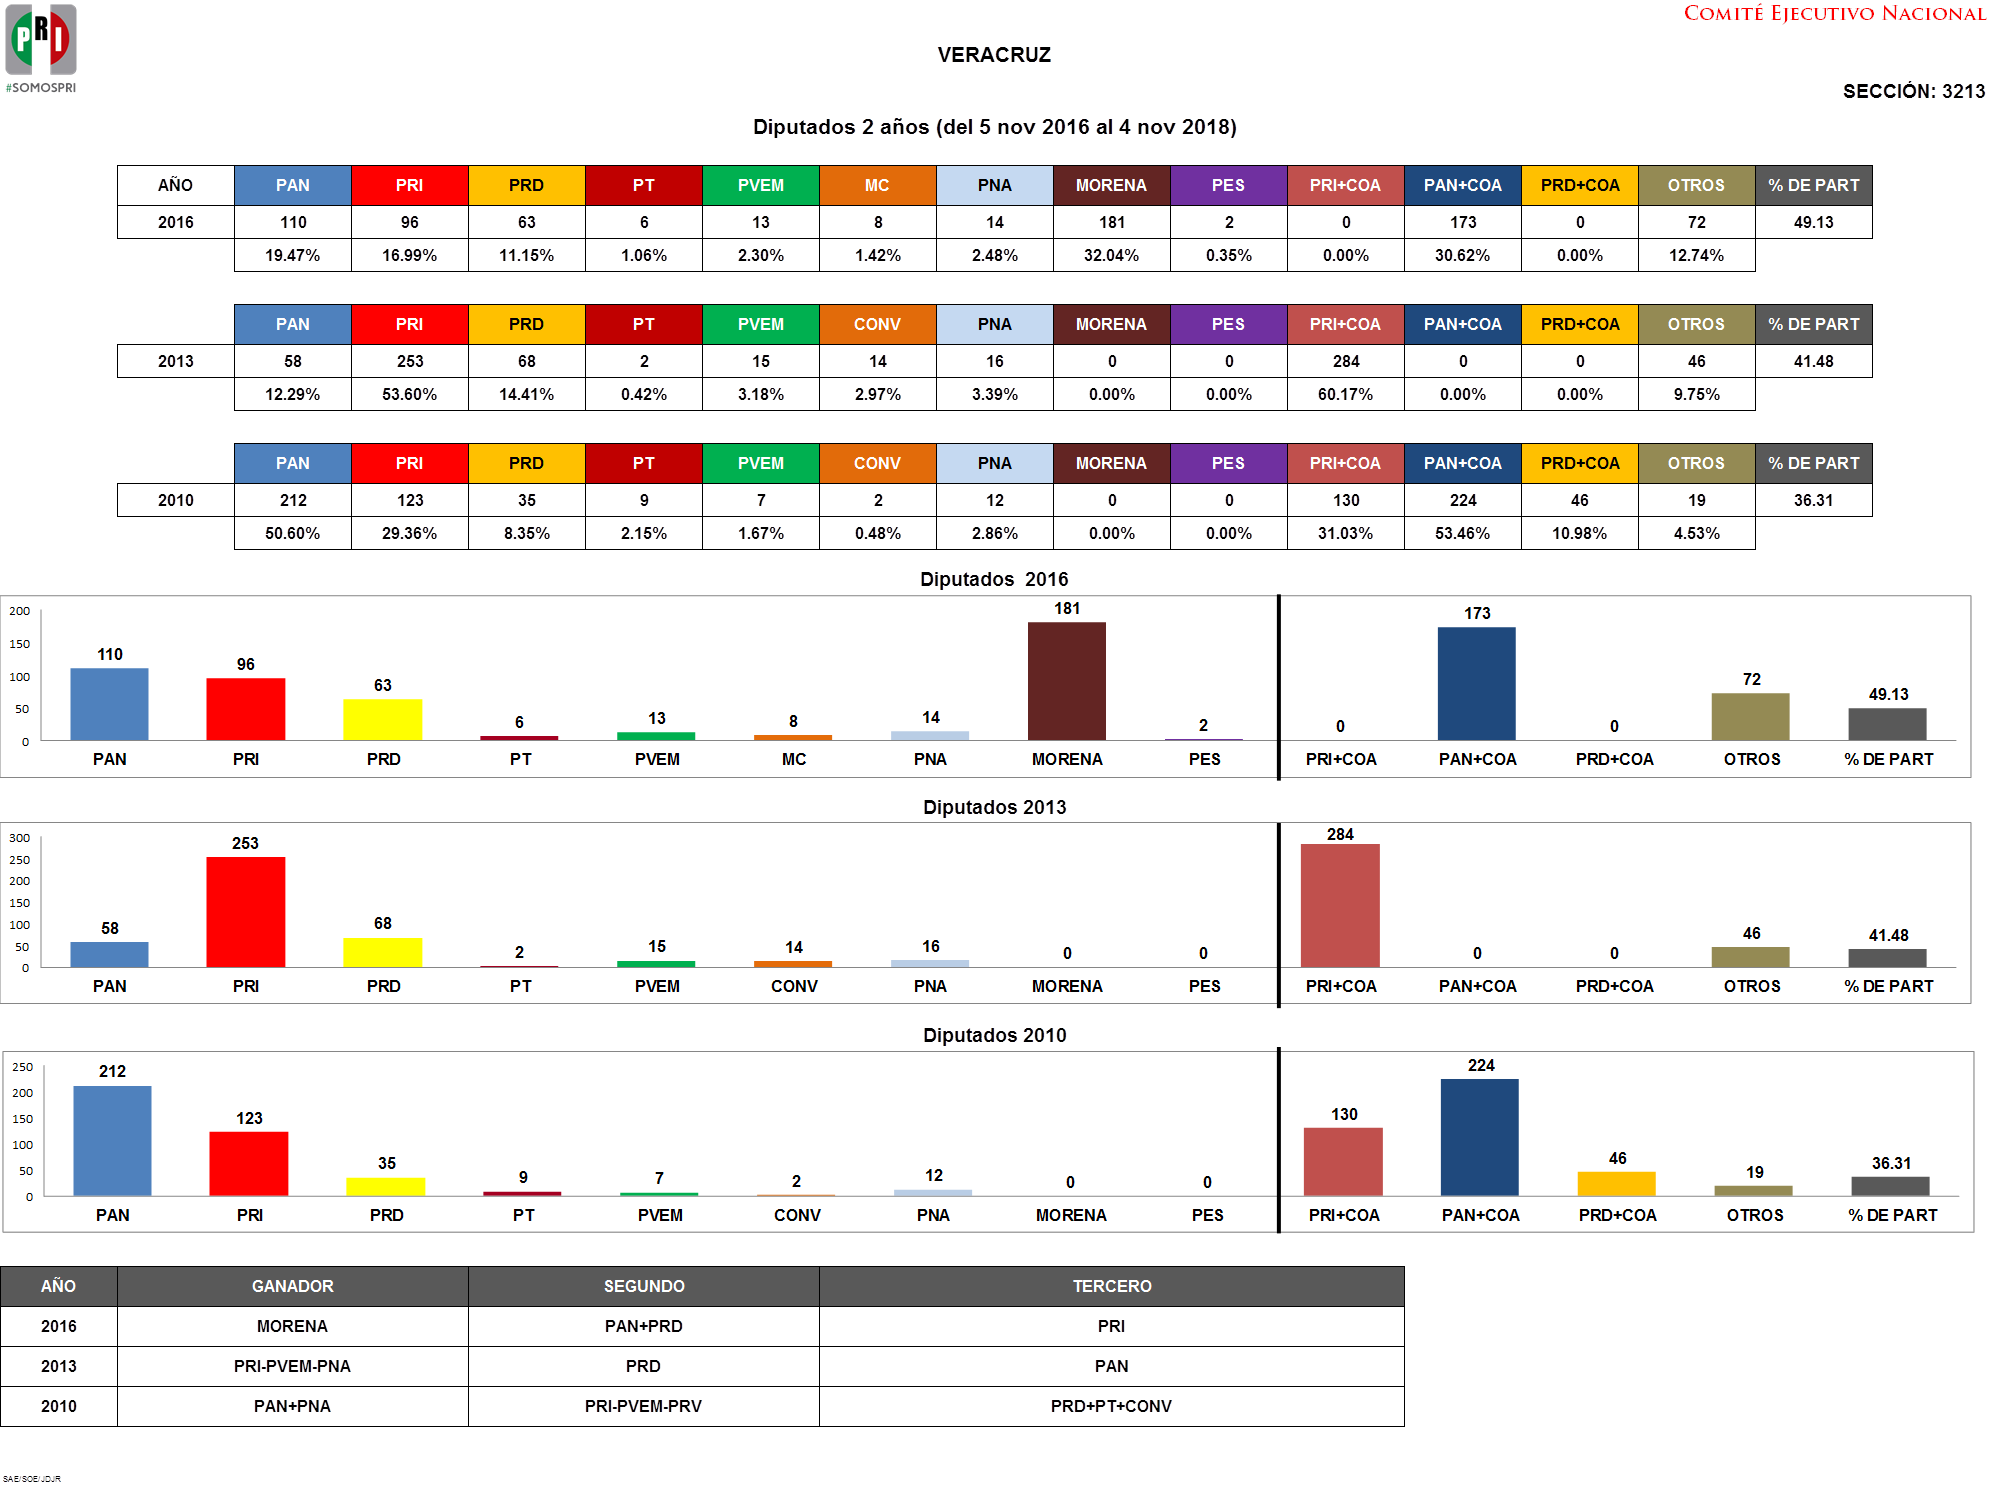 PRI
#SOMOSPRI
COMITÉ EJECUTIVO NACIONAL
VERACRUZ
SECCIÓN: 3213
Diputados 2 años (del 5 nov 2016 al 4 nov 2018)
AÑO PAN PRI PRD PT PVEM MC PNA MORENA PES PRI+COA PAN+COA PRD+COA OTROS % DE PART
2016 110 96 63 6 13 8 14 181 2 0 173 0 72 49.13
19.47% 16.99% 11.15% 1.06% 2.30% 1.42% 2.48% 32.04% 0.35% 0.00% 30.62% 0.00% 12.74%
PAN PRI PRD PT PVEM CONV PNA MORENA PES PRI+COA PAN+COA PRD+COA OTROS % DE PART
2013 58 253 68 2 15 14 16 0 0 284 0 0 46 41.48
12.29% 53.60% 14.41% 0.42% 3.18% 2.97% 3.39% 0.00% 0.00% 60.17% 0.00% 0.00% 9.75%
PAN PRI PRD PT PVEM CONV PNA MORENA PES PRI+COA PAN+COA PRD+COA OTROS % DE PART
2010 212 123 35 9 7 2 12 0 0 130 224 46 19 36.31
50.60% 29.36% 8.35% 2.15% 1.67% 0.48% 2.86% 0.00% 0.00% 31.03% 53.46% 10.98% 4.53%
Diputados 2016
200
150
100
50
0
110 96 63 6 13 8 14 181 2 0 173 0 72 49.13
PAN PRI PRD PT PVEM MC PNA MORENA PES PRI+COA PAN+COA PRD+COA OTROS % DE PART
Diputados 2013
300
250
200
150
100
50
0
58 253 68 2 15 14 16 0 0 284 0 0 46 41.48
PAN PRI PRD PT PVEM CONV PNA MORENA PES PRI+COA PAN+COA PRD+COA OTROS % DE PART
Diputados 2010
250
200
150
100
50
0
212 123 35 9 7 2 12 0 0 130 224 46 19 36.31
PAN PRI PRD PT PVEM CONV PNA MORENA PES PRI+COA PAN+COA PRD+COA OTROS % DE PART
AÑO GANADOR SEGUNDO TERCERO
2016 MORENA PAN+PRD PRI
2013 PRI-PVEM-PNA PRD PAN
2010 PAN+PNA PRI-PVEM-PRV PRD+PT+CONV
SAE/SOE/JDJR